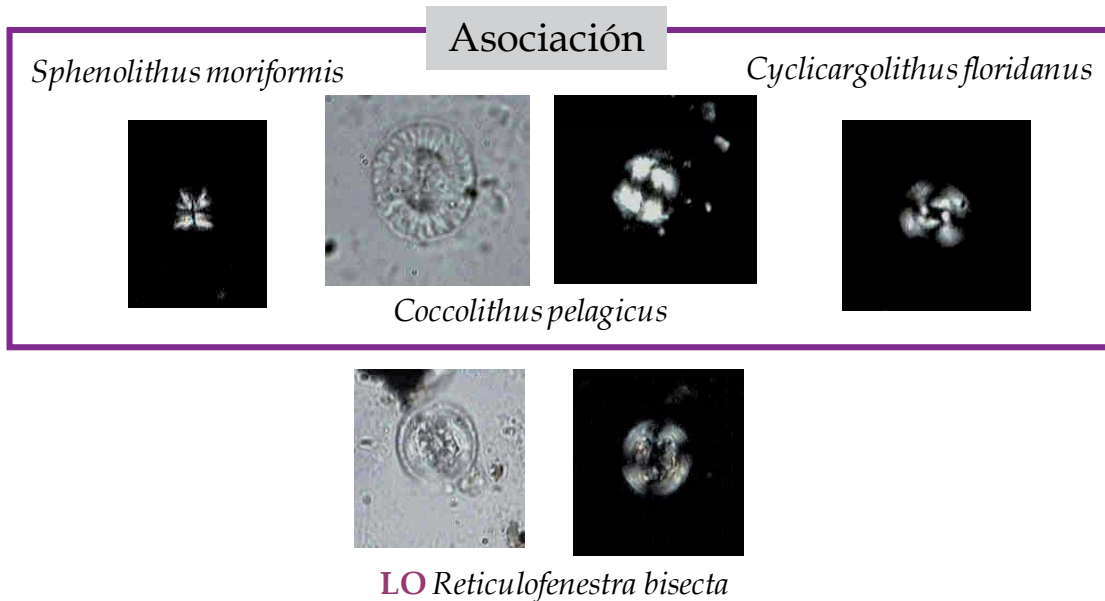 Asociación
Sphenolithus moriformis
Cyclicargolithus floridanus
Coccolithus pelagicus
LO Reticulofenestra bisecta